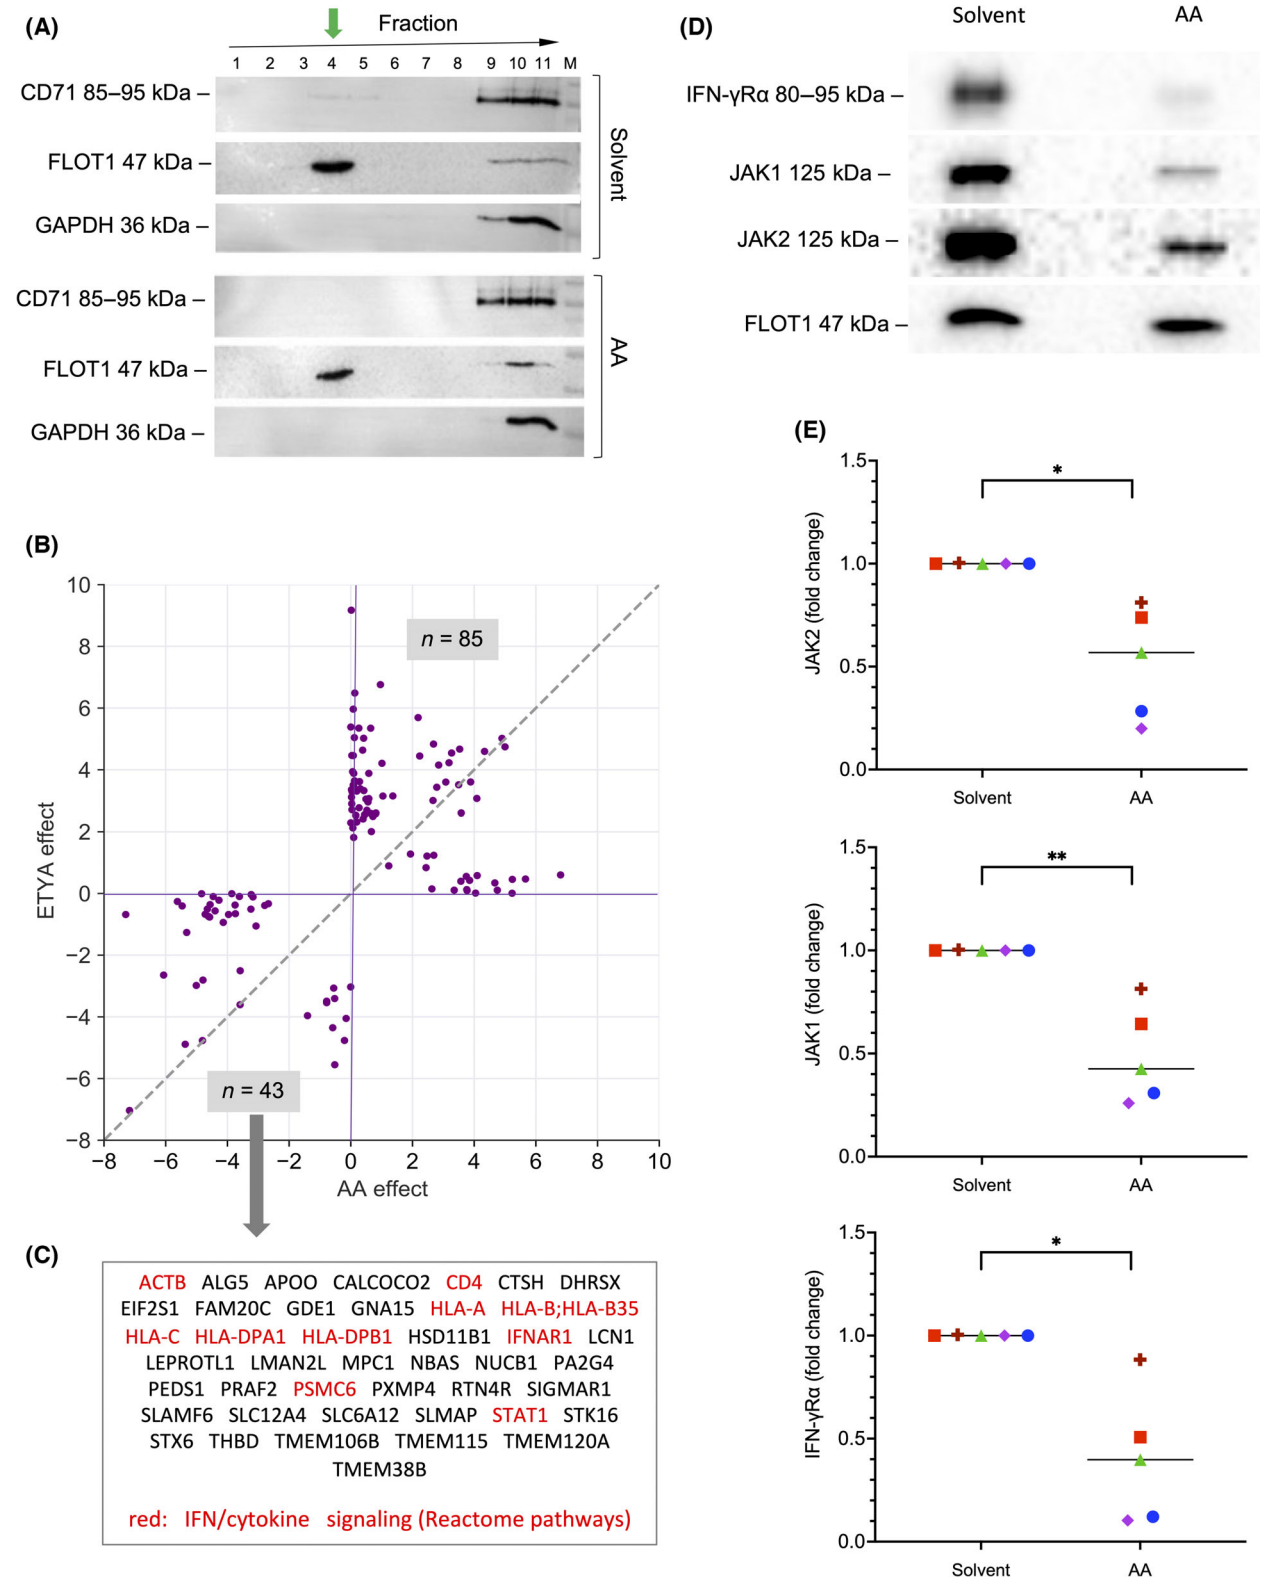 (A)
Fraction
1 2 3 4 5 6 7 8 9 10 11 M
CD71 85–95 kDa –
FLOT1 47 kDa –
GAPDH 36 kDa –
Solvent
CD71 85–95 kDa –
FLOT1 47 kDa –
GAPDH 36 kDa –
AA
(B)
ETYA effect
10
8
6
4
2
0
−2
−4
−6
−8
n = 85
n = 43
−8 −6 −4 −2 0 2 4 6 8 10
AA effect
(C)
ACTB ALG5 APOO CALCOCO2 CD4 CTSH DHRSX
EIF2S1 FAM20C GDE1 GNA15 HLA-A HLA-B;HLA-B35
HLA-C HLA-DPA1 HLA-DPB1 HSD11B1 IFNAR1 LCN1
LEPROTL1 LMAN2L MPC1 NBAS NUCB1 PA2G4
PEDS1 PRAF2 PSMC6 PXMP4 RTN4R SIGMAR1
SLAMF6 SLC12A4 SLC6A12 SLMAP STAT1 STK16
STX6 THBD TMEM106B TMEM115 TMEM120A
TMEM38B
red: IFN/cytokine signaling (Reactome pathways)
(D)
Solvent AA
IFN-γRα 80–95 kDa –
JAK1 125 kDa –
JAK2 125 kDa –
FLOT1 47 kDa –
(E)
JAK2 (fold change)
1.5
1.0
0.5
0.0
*
Solvent AA
JAK1 (fold change)
1.5
1.0
0.5
0.0
**
Solvent AA
IFN-γRα (fold change)
1.5
1.0
0.5
0.0
*
Solvent AA